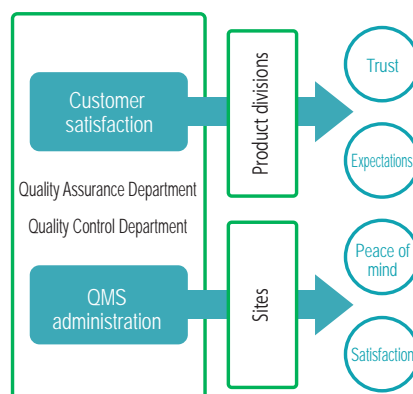 Customer
satisfaction
Quality Assurance Department
Quality Control Department
QMS
administration
Product divisions
Sites
Trust
Expectations
Peace of
mind
Satisfaction